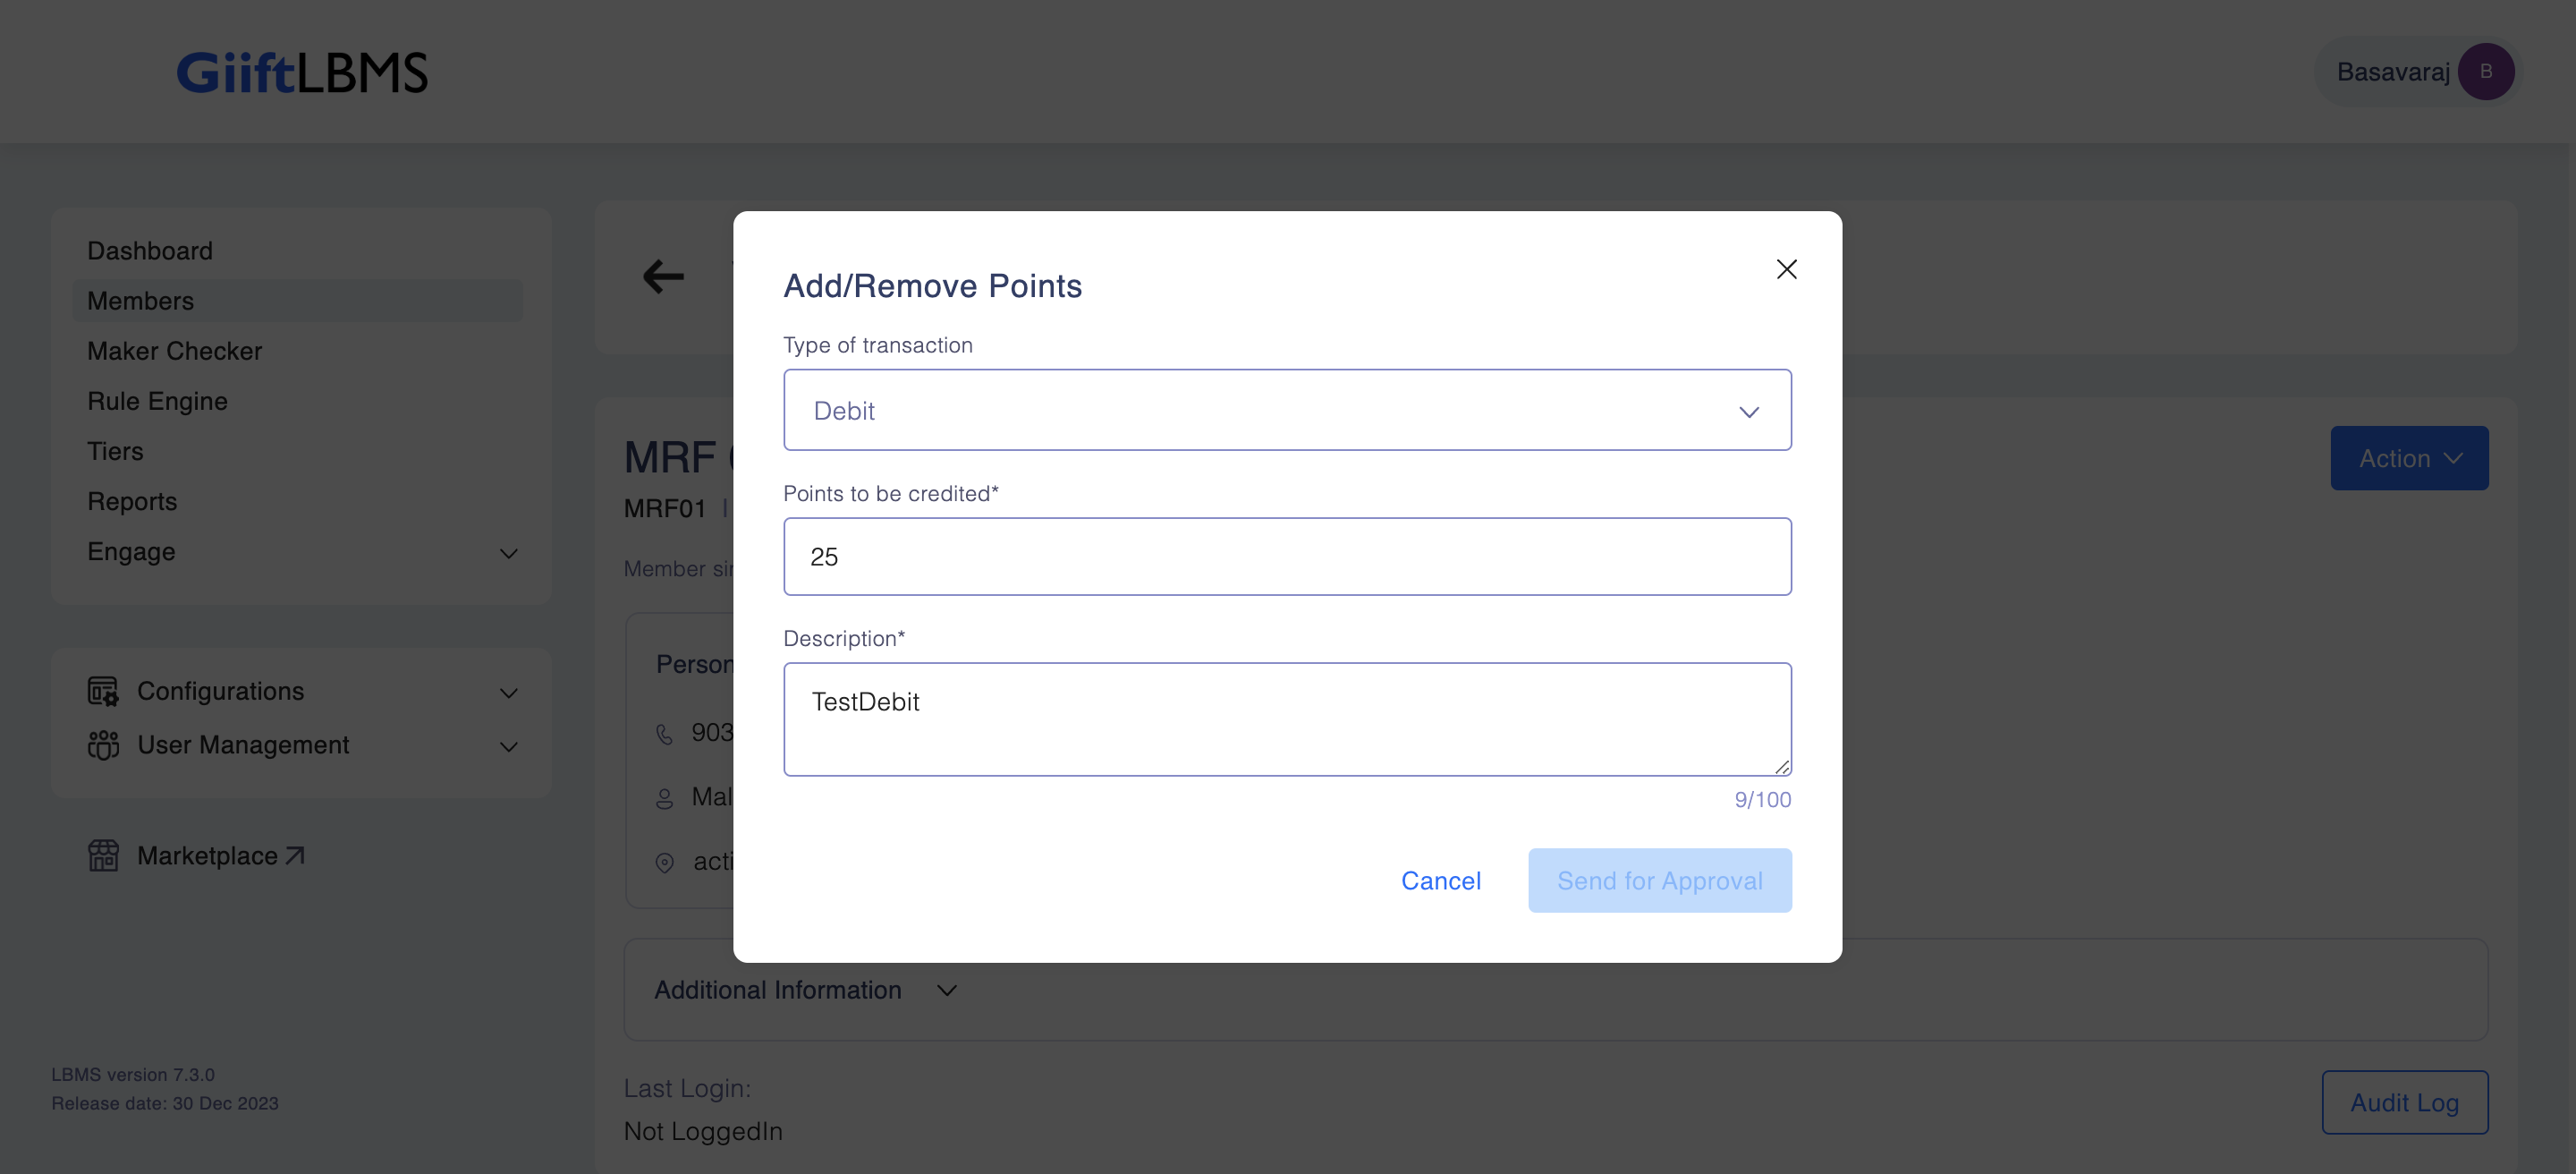 GiiftLBMS
Basavaraj B
Dashboard
Members
Maker Checker
Rule Engine
Tiers
Reports
Engage
Configurations
User Management
Marketplace
LBMS version 7.3.0
Release date: 30 Dec 2023
MRF
MRF01
Member
903
acti
Action
Additional Information
Last Login:
Not LoggedIn
Audit Log
Add/Remove Points
Type of transaction
Debit
Points to be credited*
25
Description*
TestDebit
9/100
Cancel
Send for Approval